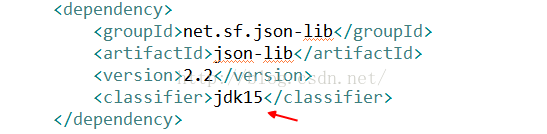 <dependency>
<groupId>net.sf.json-lib</groupId>
<artifactId>json-lib</artifactId>
<version>2.2</version>
<classifier>jdk15</classifier>
</dependency>